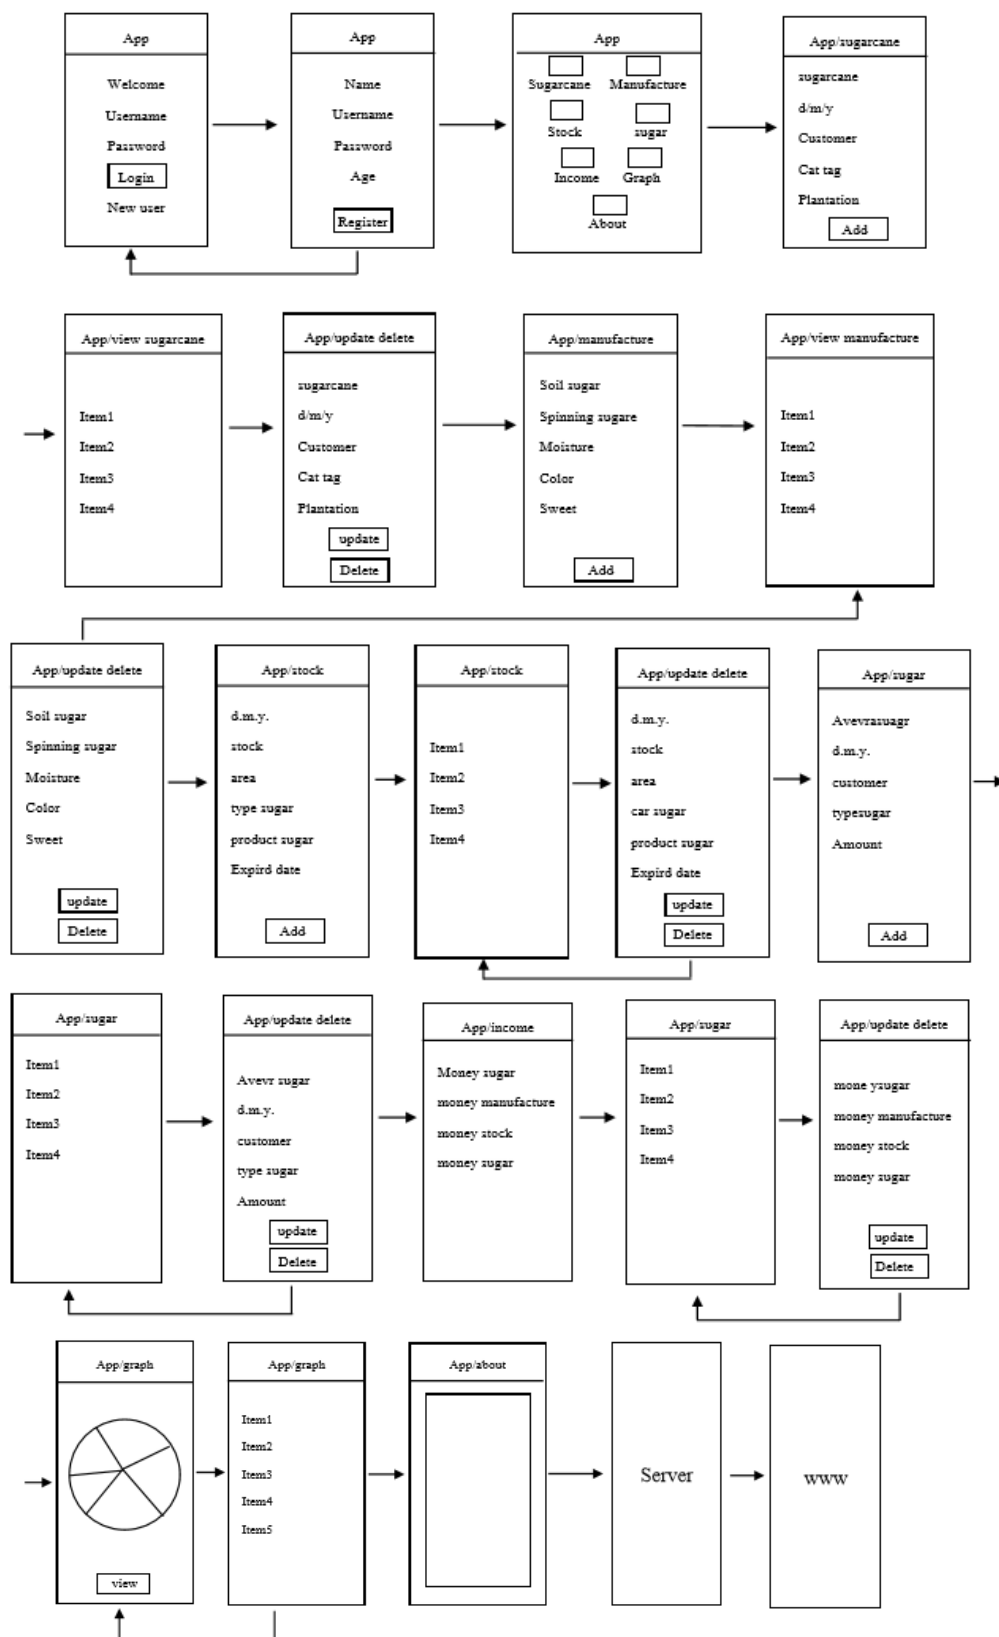 App
Welcome
Username
Password
Login
New user
App
Name
Username
Password
Age
Register
App
Sugarcane
Manufacture
Stock
sugar
Income
Graph
About
App/sugarcane
sugarcane
d/m/y
Customer
Cat tag
Plantation
Add
App/view sugarcane
Item1
Item2
Item3
Item4
App/update delete
sugarcane
d/m/y
Customer
Cat tag
Plantation
update
Delete
App/manufacture
Soil sugar
Spinning sugare
Moisture
Color
Sweet
Add
App/view manufacture
Item1
Item2
Item3
Item4
App/update delete
Soil sugar
Spinning sugar
Moisture
Color
Sweet
update
Delete
App/stock
d.m.y.
stock
area
type sugar
product sugar
Expird date
Add
App/stock
Item1
Item2
Item3
Item4
App/update delete
d.m.y.
stock
area
car sugar
product sugar
Expird date
update
Delete
App/sugar
Avevrasuagr
d.m.y.
customer
typesugar
Amount
Add
App/sugar
Item1
Item2
Item3
Item4
App/update delete
Avevr sugar
d.m.y.
customer
type sugar
Amount
update
Delete
App/income
Money sugar
money manufacture
money stock
money sugar
App/sugar
Item1
Item2
Item3
Item4
App/update delete
mone ysugar
money manufacture
money stock
money sugar
update
Delete
App/graph
view
App/graph
Item1
Item2
Item3
Item4
Item5
App/about
Server
www